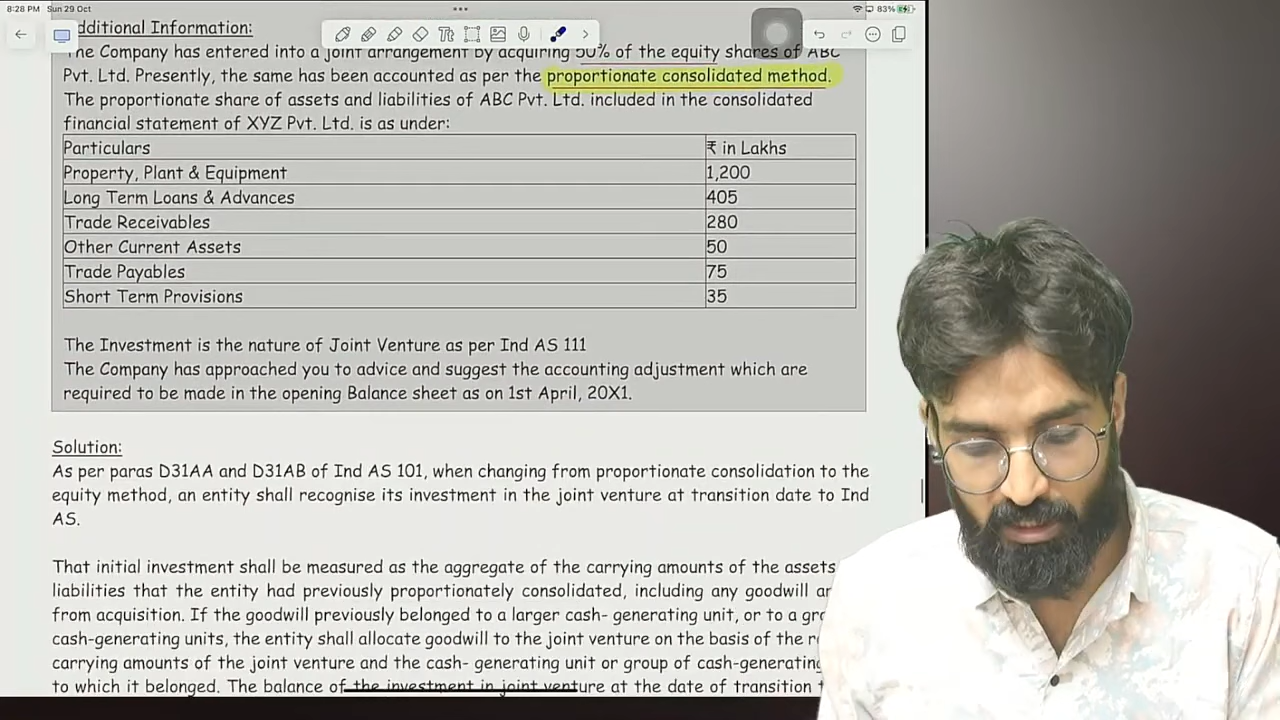 8:28 PM Sun 29 Oct
83%
dditional Information:
The Company has entered into a joint arrangement by acquiring 50% of the equity shares of ABC
Pvt. Ltd. Presently, the same has been accounted as per the proportionate consolidated method.
The proportionate share of assets and liabilities of ABC Pvt. Ltd. included in the consolidated
financial statement of XYZ Pvt. Ltd. is as under:
Particulars ₹ in Lakhs
Property, Plant & Equipment 1,200
Long Term Loans & Advances 405
Trade Receivables 280
Other Current Assets 50
Trade Payables 75
Short Term Provisions 35
The Investment is the nature of Joint Venture as per Ind AS 111
The Company has approached you to advice and suggest the accounting adjustment which are
required to be made in the opening Balance sheet as on 1st April, 20X1.
Solution:
As per paras D31AA and D31AB of Ind AS 101, when changing from proportionate consolidation to the
equity method, an entity shall recognise its investment in the joint venture at transition date to Ind
AS.
That initial investment shall be measured as the aggregate of the carrying amounts of the assets
liabilities that the entity had previously proportionately consolidated, including any goodwill
from acquisition. If the goodwill previously belonged to a larger cash- generating unit, or to a
cash-generating units, the entity shall allocate goodwill to the joint venture on the basis of the
carrying amounts of the joint venture and the cash- generating unit or group of cash-generating
to which it belonged. The balance of the investment in joint venture at the date of transition